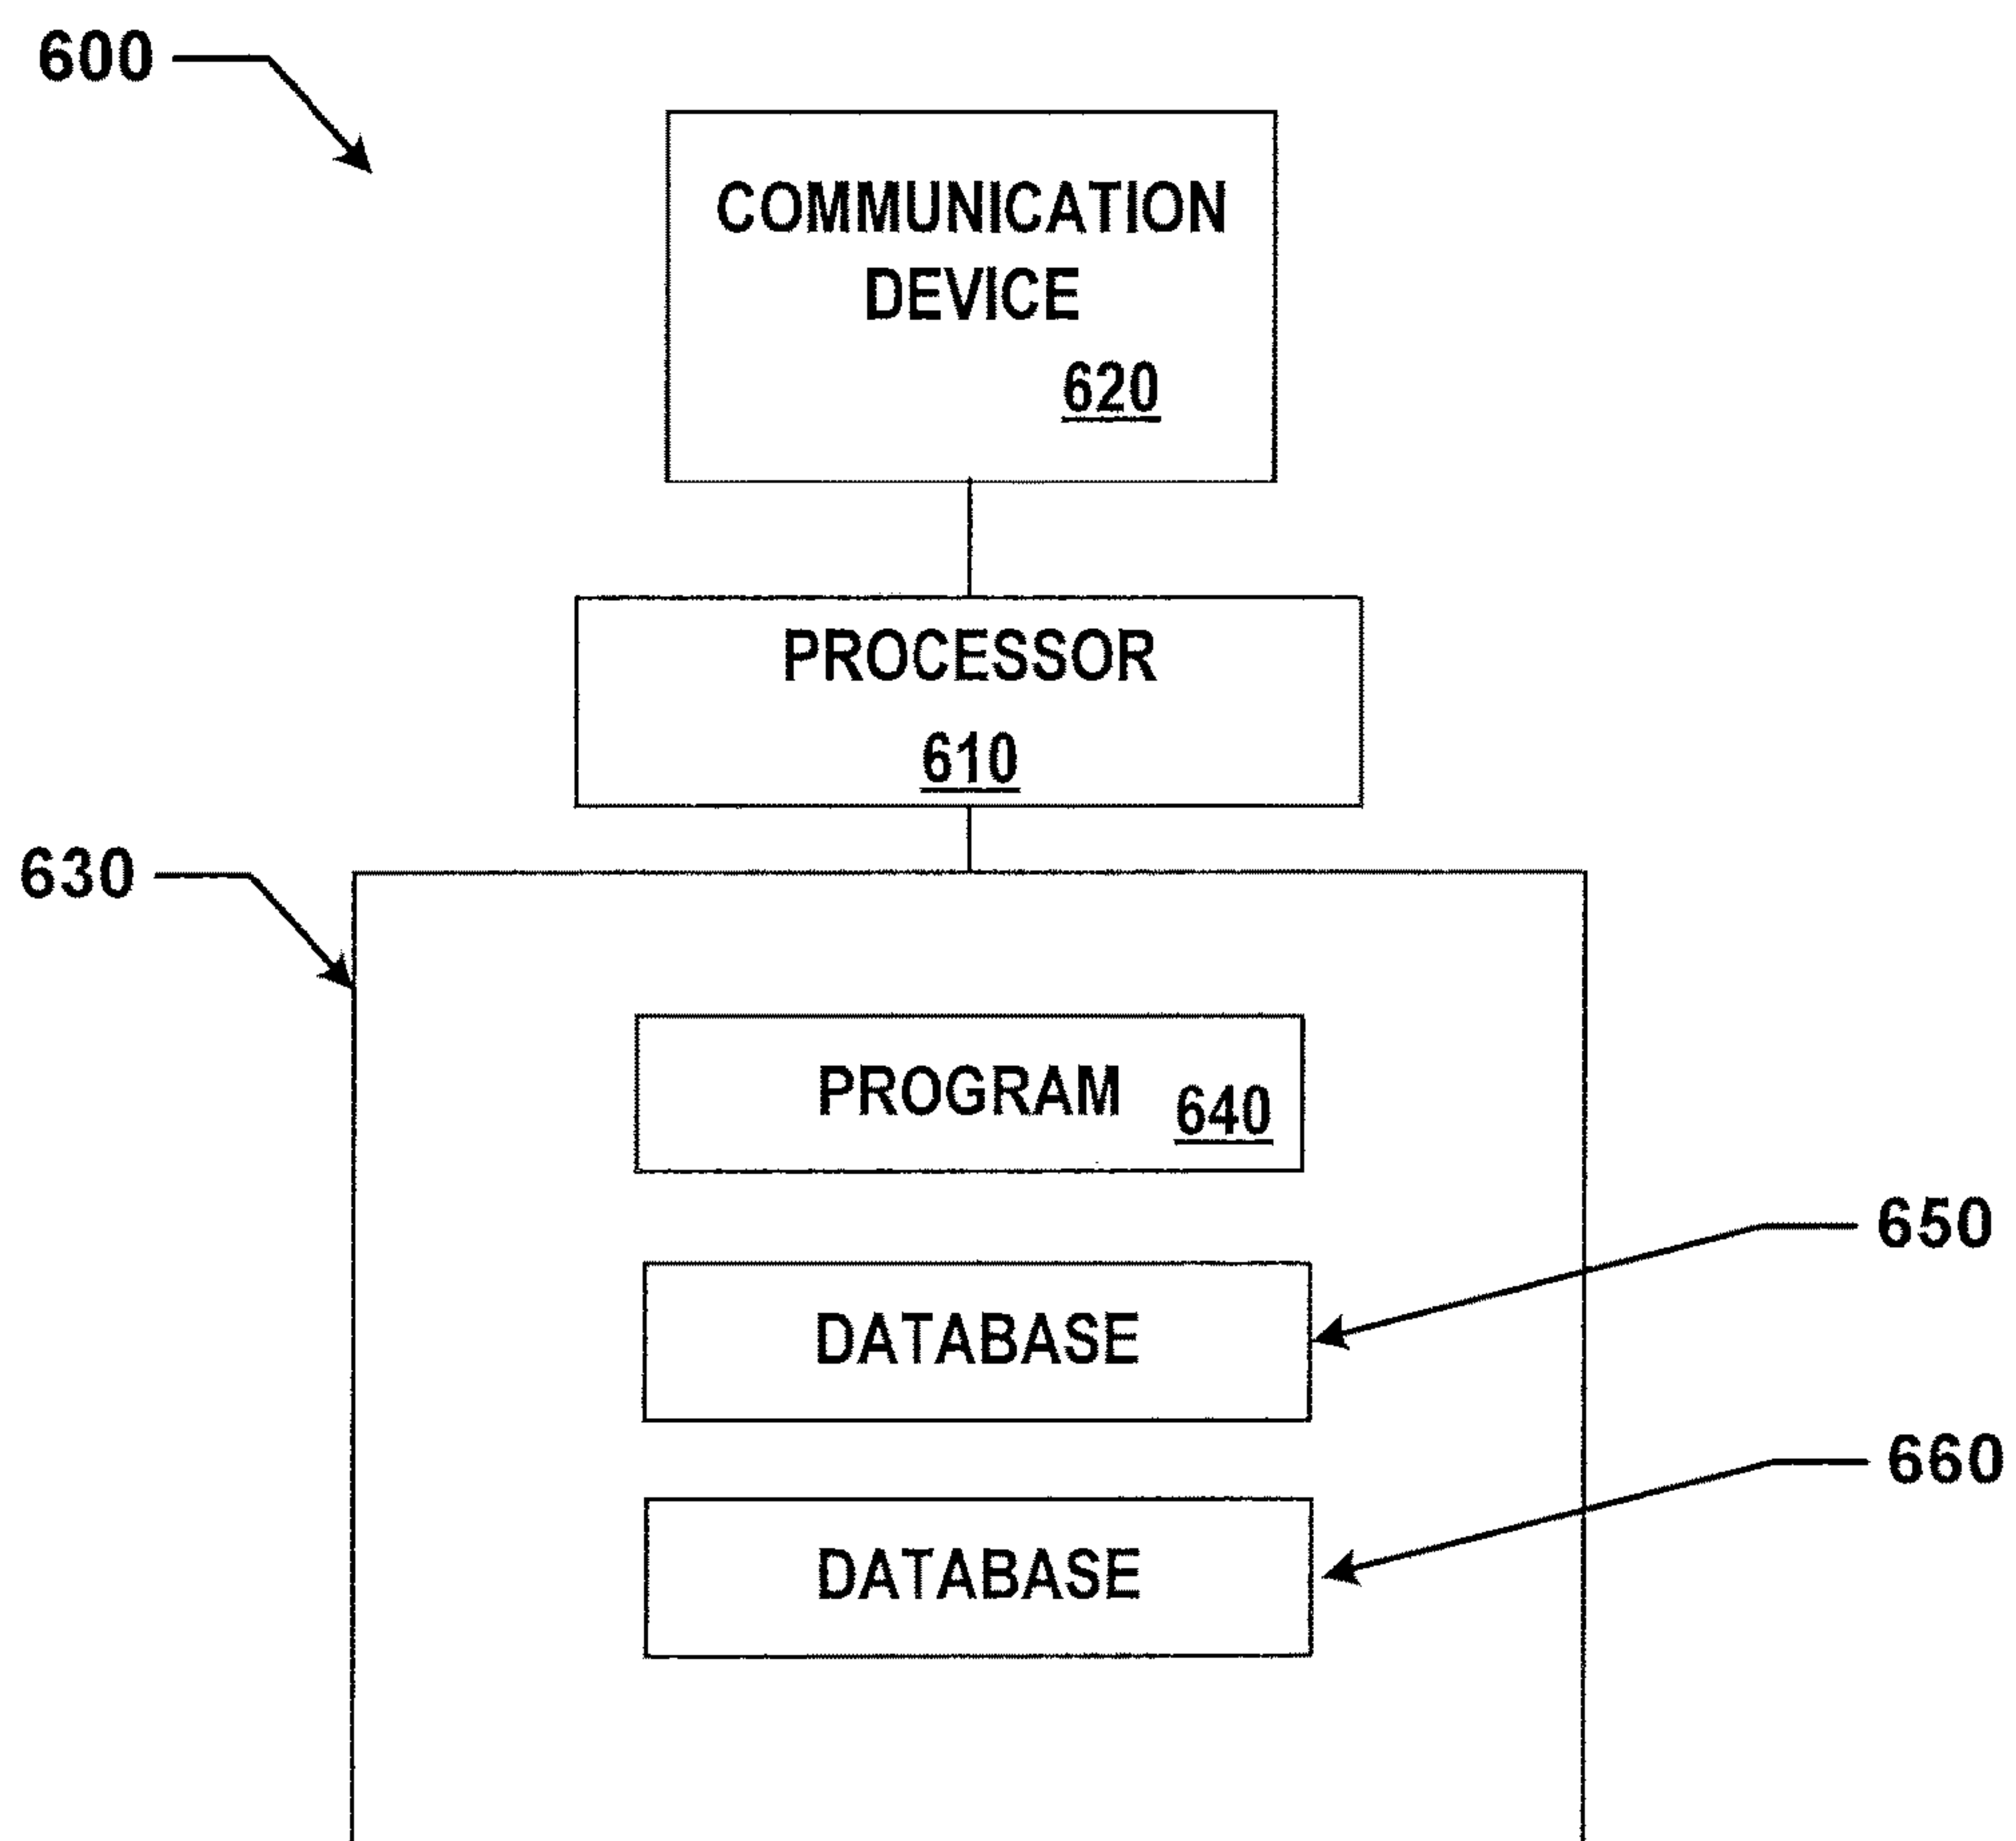 600
COMMUNICATION
DEVICE
620
PROCESSOR
610
630
PROGRAM 640
650
DATABASE
660
DATABASE